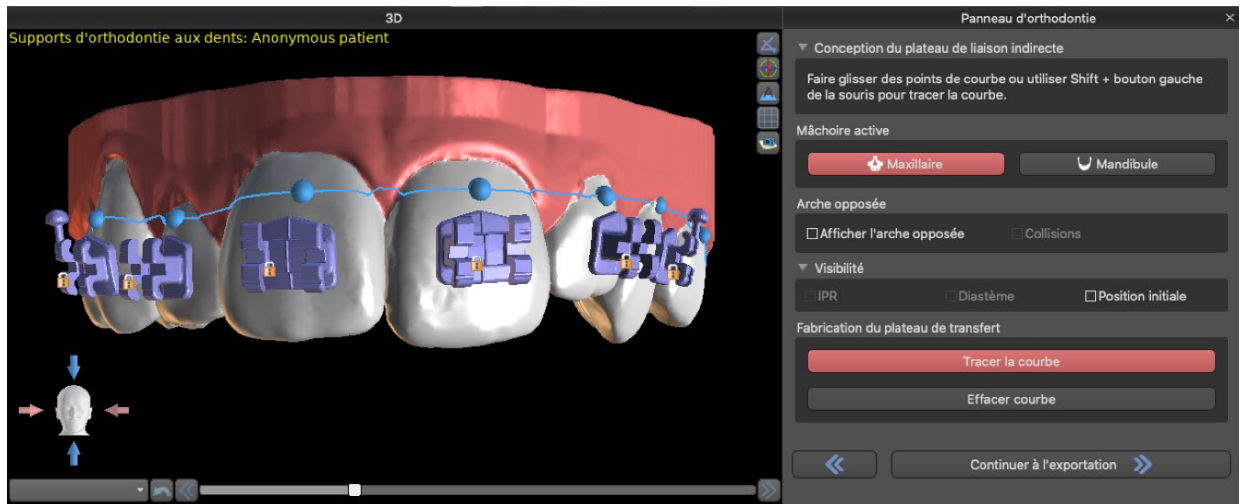 3D
Panneau d'orthodontie
Supports d'orthodontie aux dents: Anonymous patient
Conception du plateau de liaison indirecte
Faire glisser des points de courbe ou utiliser Shift + bouton gauche
de la souris pour tracer la courbe.
Mâchoire active
Maxillaire
Mandibule
Arche opposée
Afficher l'arche opposée
Collisions
Visibilité
IPR
Diastème
Position initiale
Fabrication du plateau de transfert
Tracer la courbe
Effacer courbe
Continuer à l'exportation